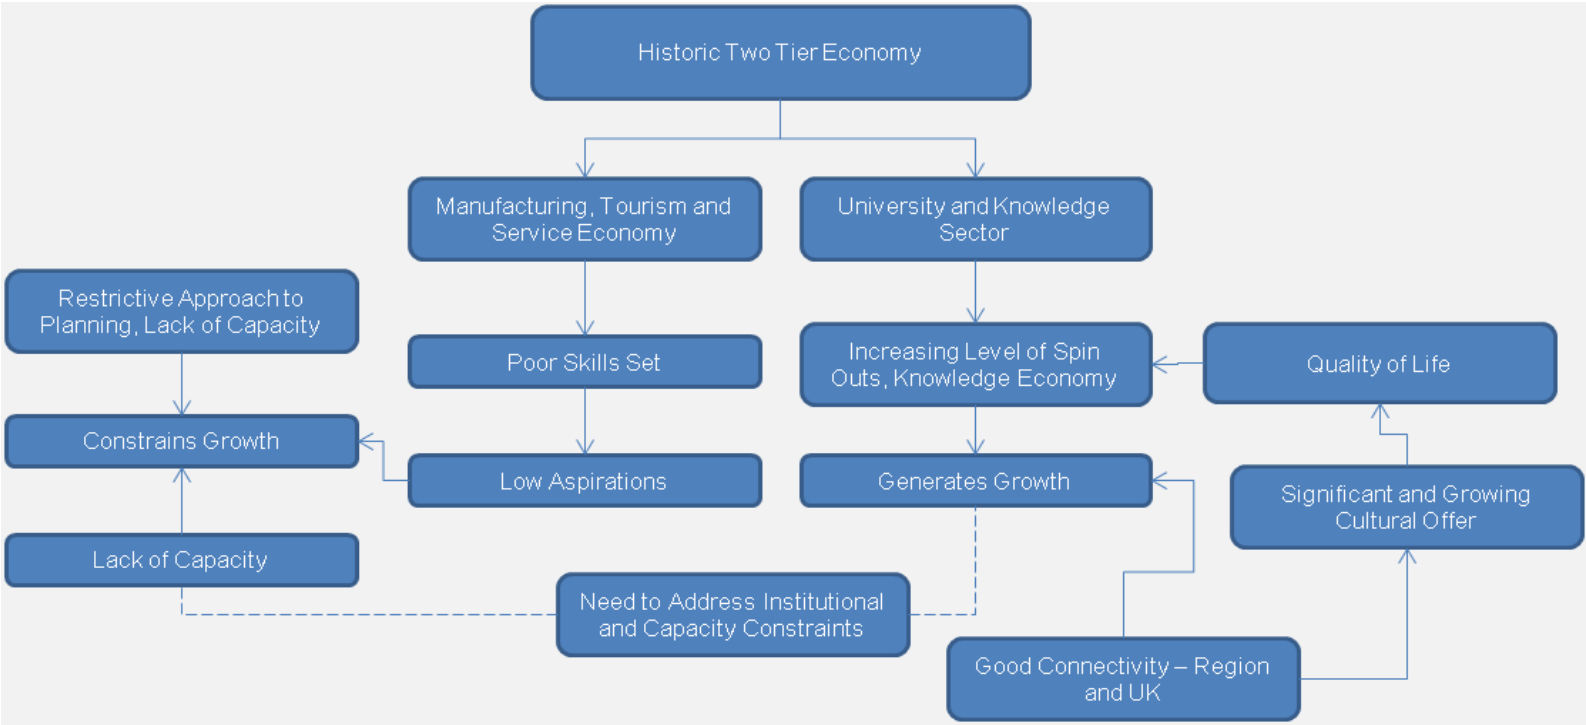 Historic Two Tier Economy
Manufacturing, Tourism and
Service Economy
University and Knowledge
Sector
Restrictive Approach to
Planning, Lack of Capacity
Poor Skills Set
Increasing Level of Spin
Outs, Knowledge Economy
Quality of Life
Constrains Growth
Low Aspirations
Generates Growth
Significant and Growing
Cultural Offer
Lack of Capacity
Need to Address Institutional
and Capacity Constraints
Good Connectivity – Region
and UK